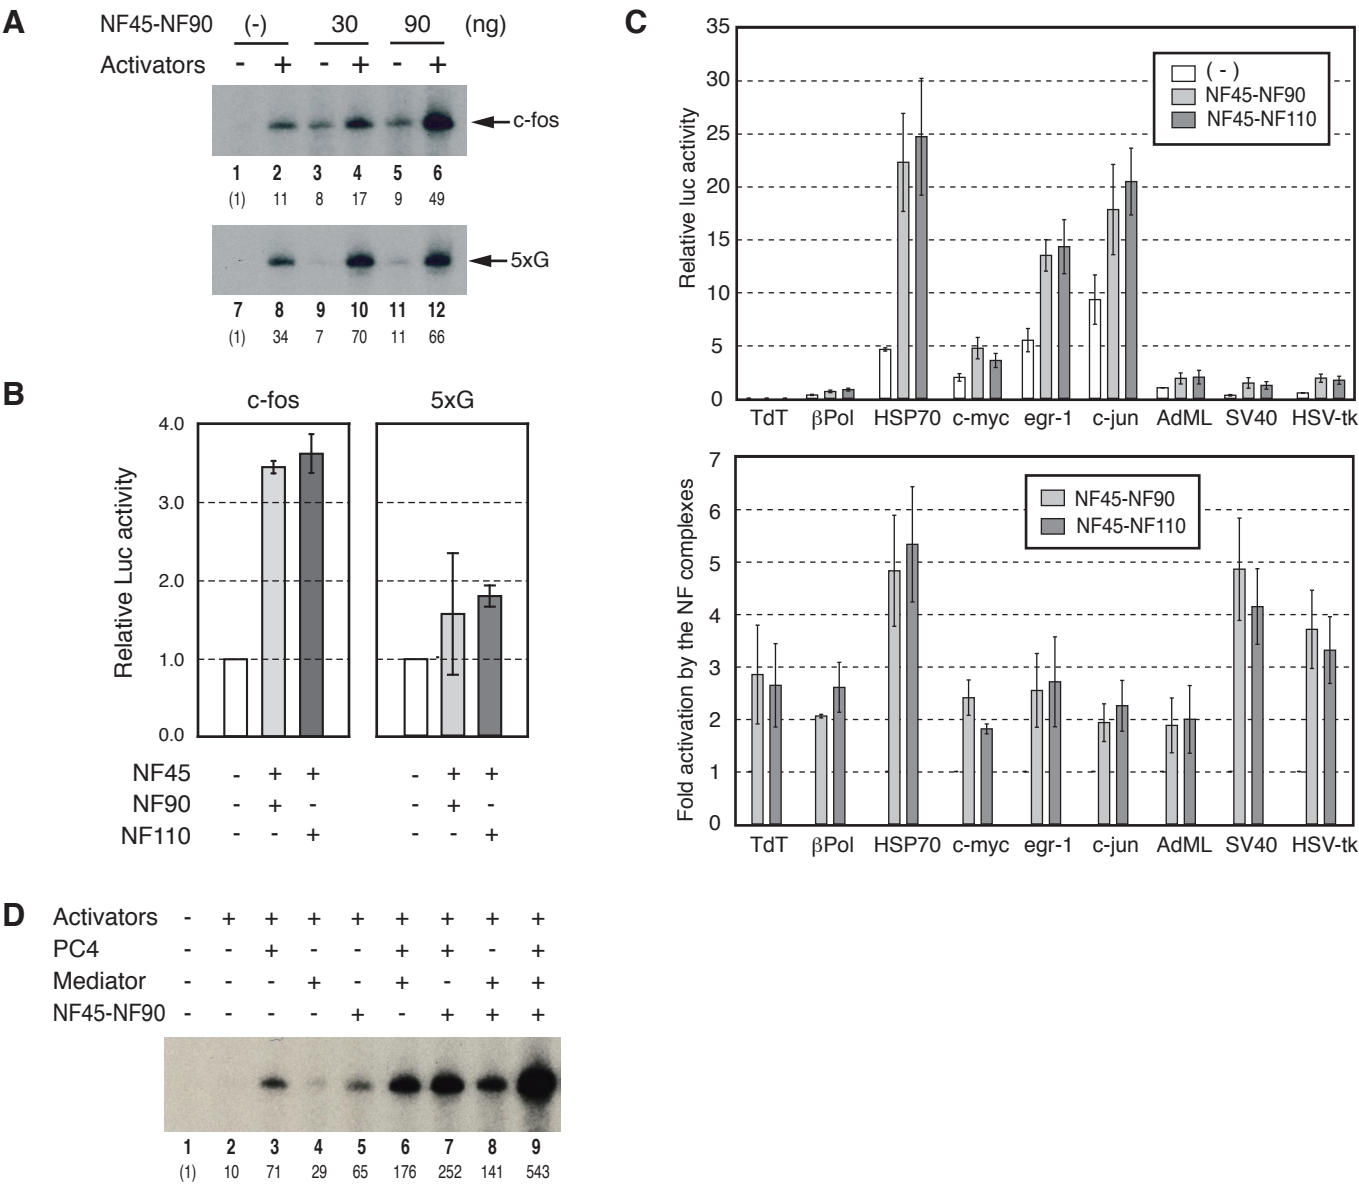 A
NF45-NF90 (-) 30 90 (ng)
Activators - + - + - +
c-fos
1 2 3 4 5 6
(1) 11 8 17 9 49
5xG
7 8 9 10 11 12
(1) 34 7 70 11 66
B
c-fos 5xG
Relative Luc activity
4.0
3.0
2.0
1.0
0.0
NF45 - + + - + +
NF90 - + - - + -
NF110 - - + - - +
C
Relative luc activity
35
30
25
20
15
10
5
0
( - )
NF45-NF90
NF45-NF110
TdT βPol HSP70 c-myc egr-1 c-jun AdML SV40 HSV-tk
Fold activation by the NF complexes
7
6
5
4
3
2
1
0
NF45-NF90
NF45-NF110
TdT βPol HSP70 c-myc egr-1 c-jun AdML SV40 HSV-tk
D
Activators - + + + + + + + +
PC4 - - + - - + + - +
Mediator - - - + - + - + +
NF45-NF90 - - - - + - + + +
1 2 3 4 5 6 7 8 9
(1) 10 71 29 65 176 252 141 543